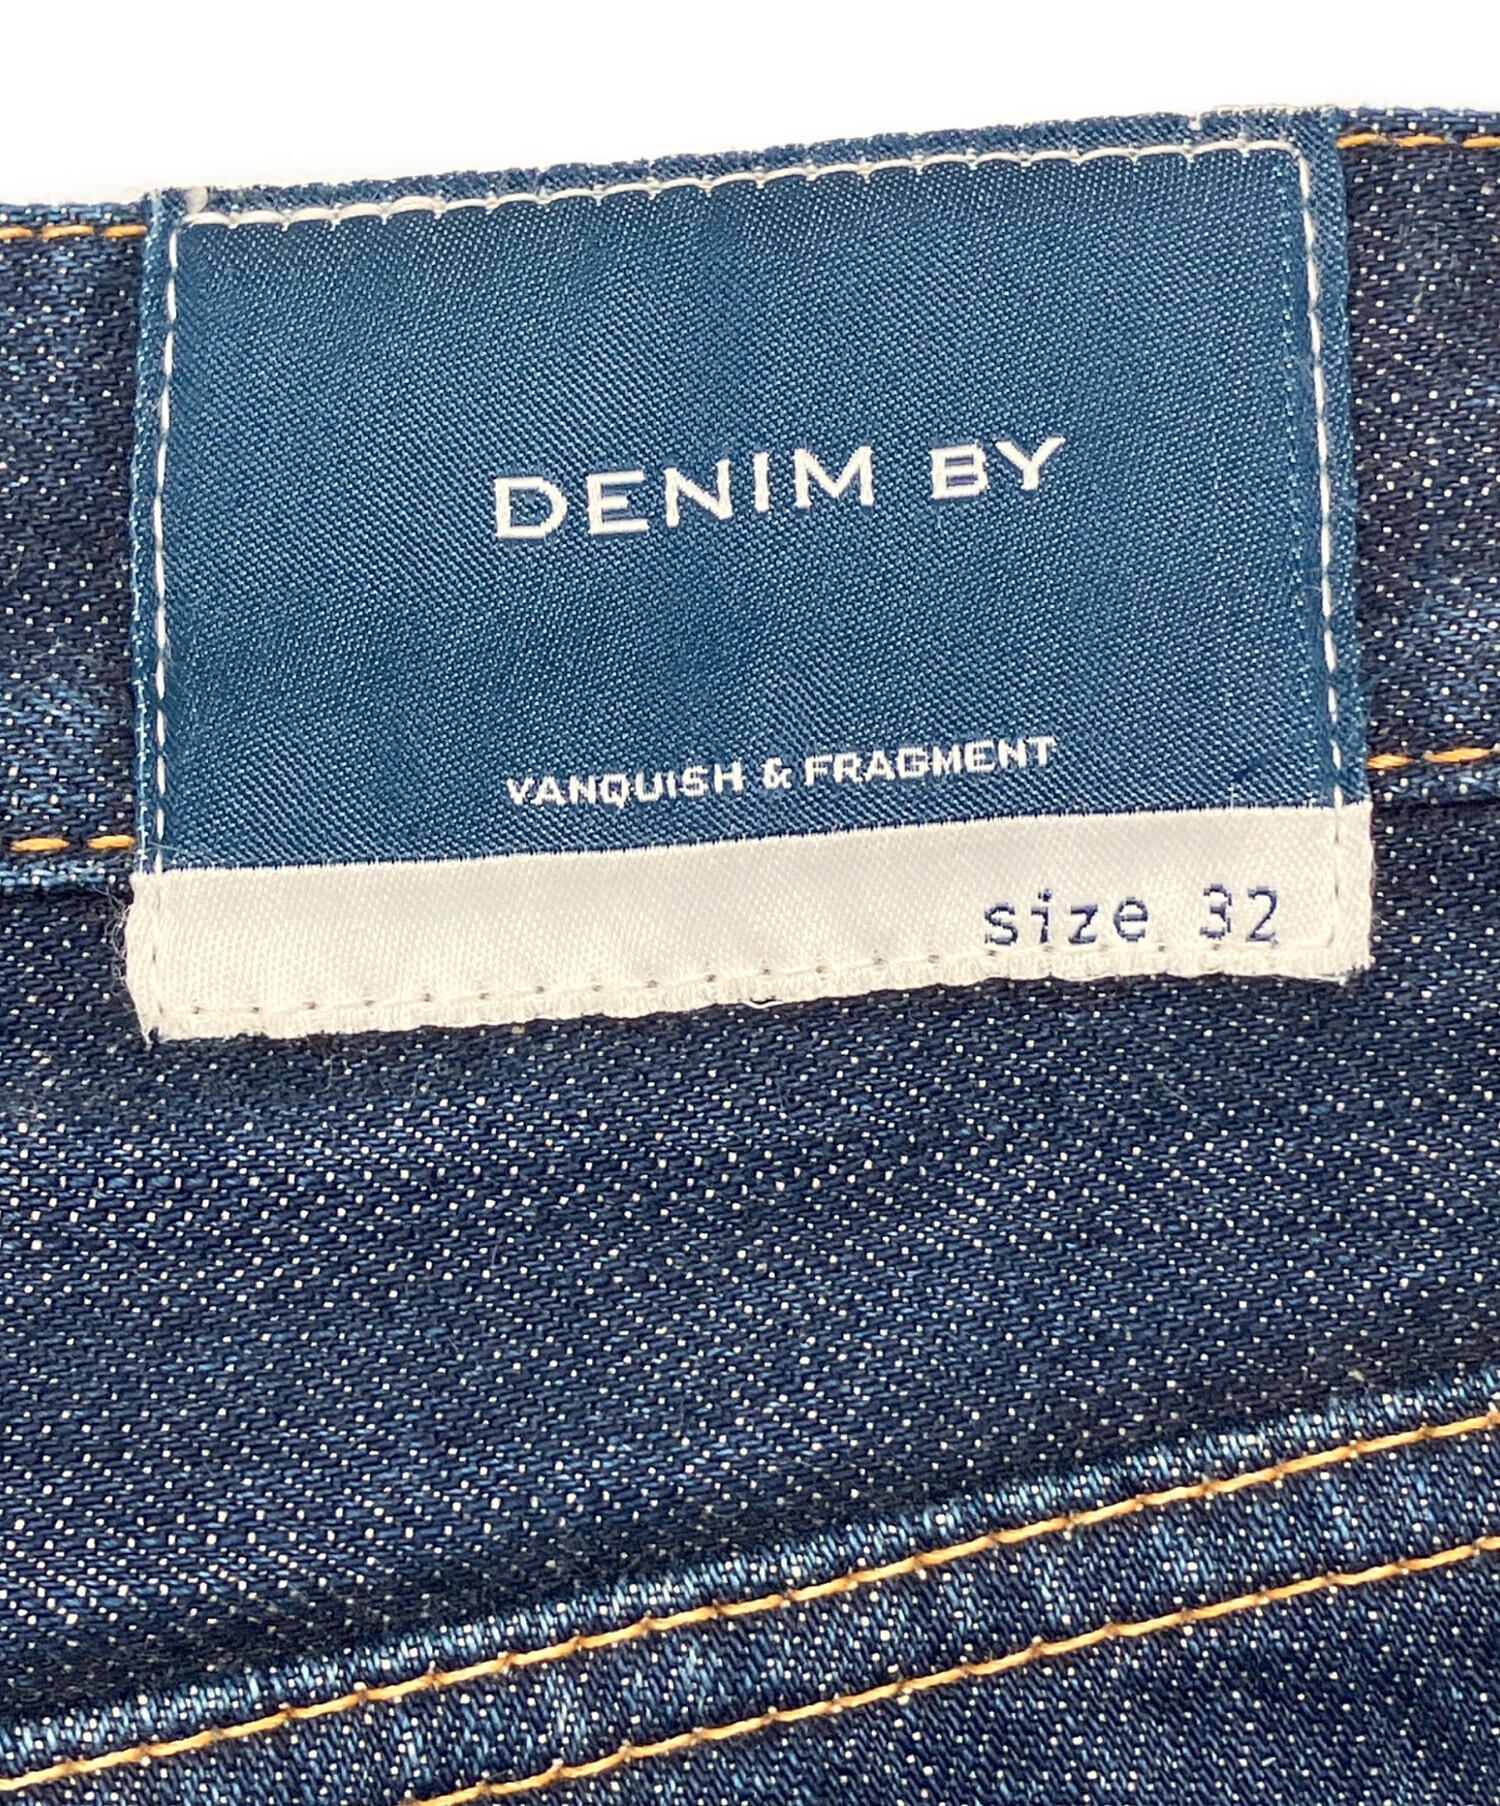 DENIM BY
VANQUISH & FRAGMENT
size 32